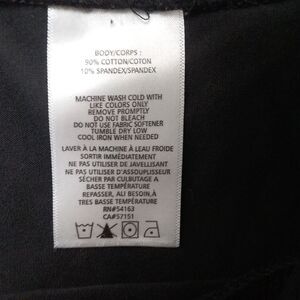 BODY/CORPS :
90% COTTON/COTON
10% SPANDEX/SPANDEX
MACHINE WASH COLD WITH
LIKE COLORS ONLY
REMOVE PROMPTLY
DO NOT BLEACH
DO NOT USE FABRIC SOFTENER
TUMBLE DRY LOW
COOL IRON WHEN NEEDED
LAVER À LA MACHINE À L'EAU FROIDE
SORTIR IMMÉDIATEMENT
NE PAS UTILISER DE JAVELLISANT
NE PAS UTILISER D'ASSOUPLISEUR
SÉCHER PAR CULBUTAGE A
BASSE TEMPÉRATURE
REPASSER, AU BESOIN,À
TRES BASSE TEMPÉRATURE
RN#54163
CA#57151